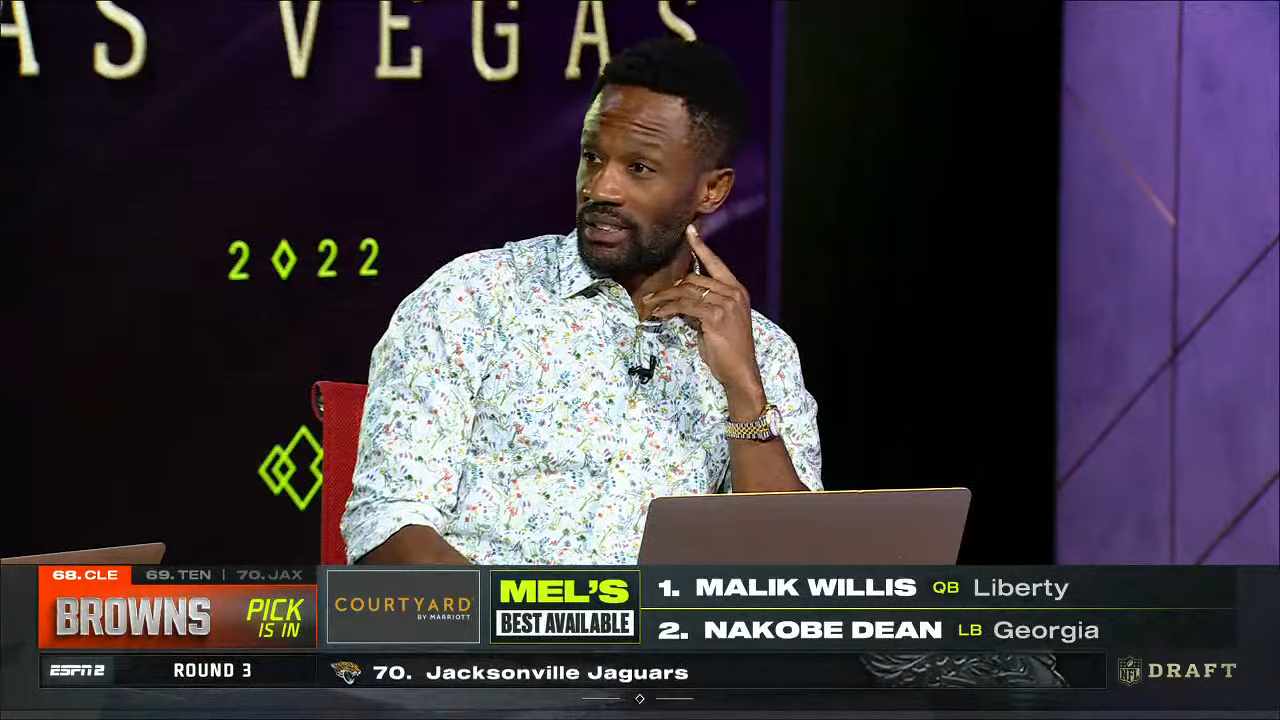 AS VEGAS
2022
68. CLE 69. TEN | 70. JAX
BROWNS
PICK
IS IN
COURTYARD
BY MARRIOTT
MEL'S
BEST AVAILABLE
1. MALIK WILLIS QB Liberty
2. NAKOBE DEAN LB Georgia
ESPN2 ROUND 3 70. Jacksonville Jaguars
NFL DRAFT